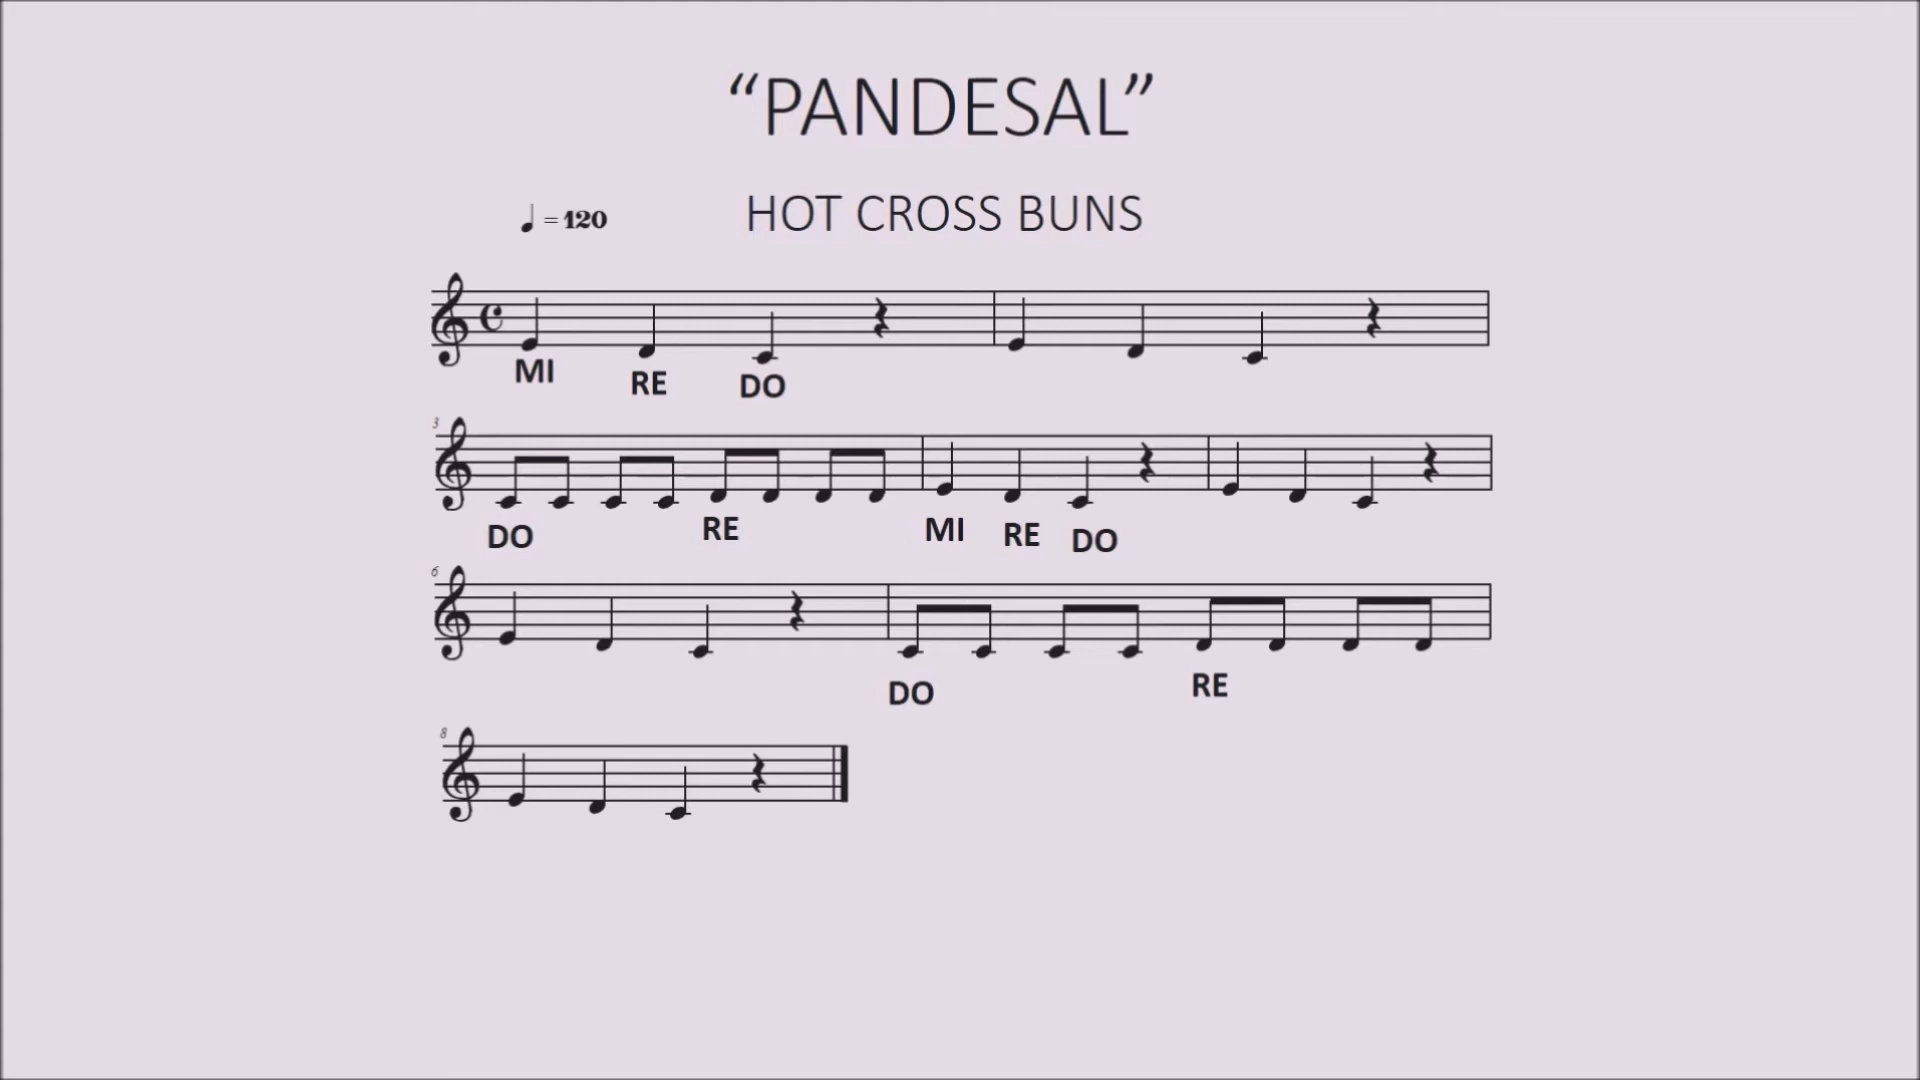 “PANDESAL”
HOT CROSS BUNS
= 120
MI RE DO
3
DO RE MI RE DO
6
DO RE
8